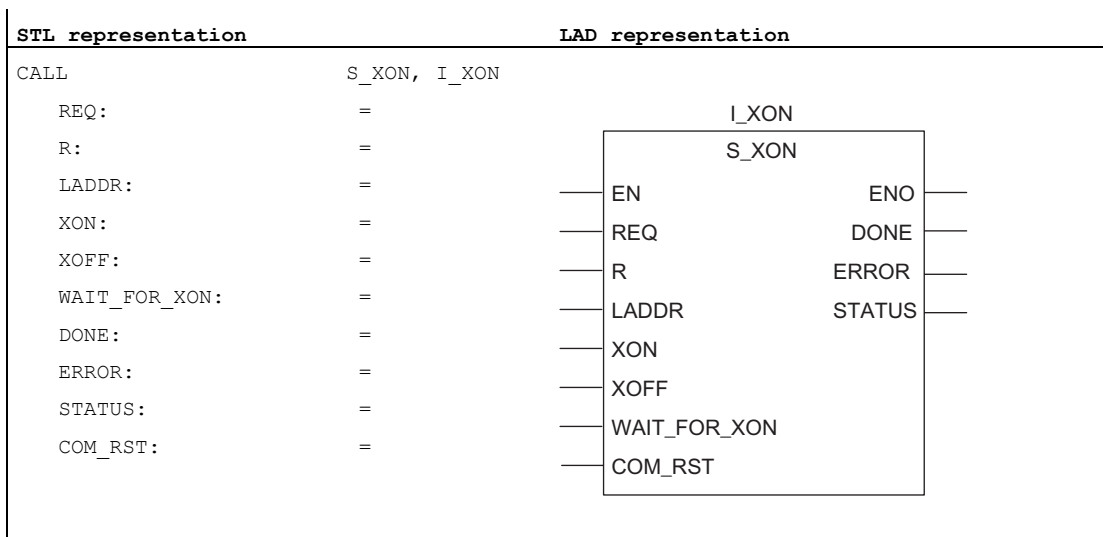 STL representation
LAD representation
CALL S_XON, I_XON
REQ: =
R: =
LADDR: =
XON: =
XOFF: =
WAIT_FOR_XON: =
DONE: =
ERROR: =
STATUS: =
COM_RST: =
I_XON
S_XON
EN ENO
REQ DONE
R ERROR
LADDR STATUS
XON
XOFF
WAIT_FOR_XON
COM_RST